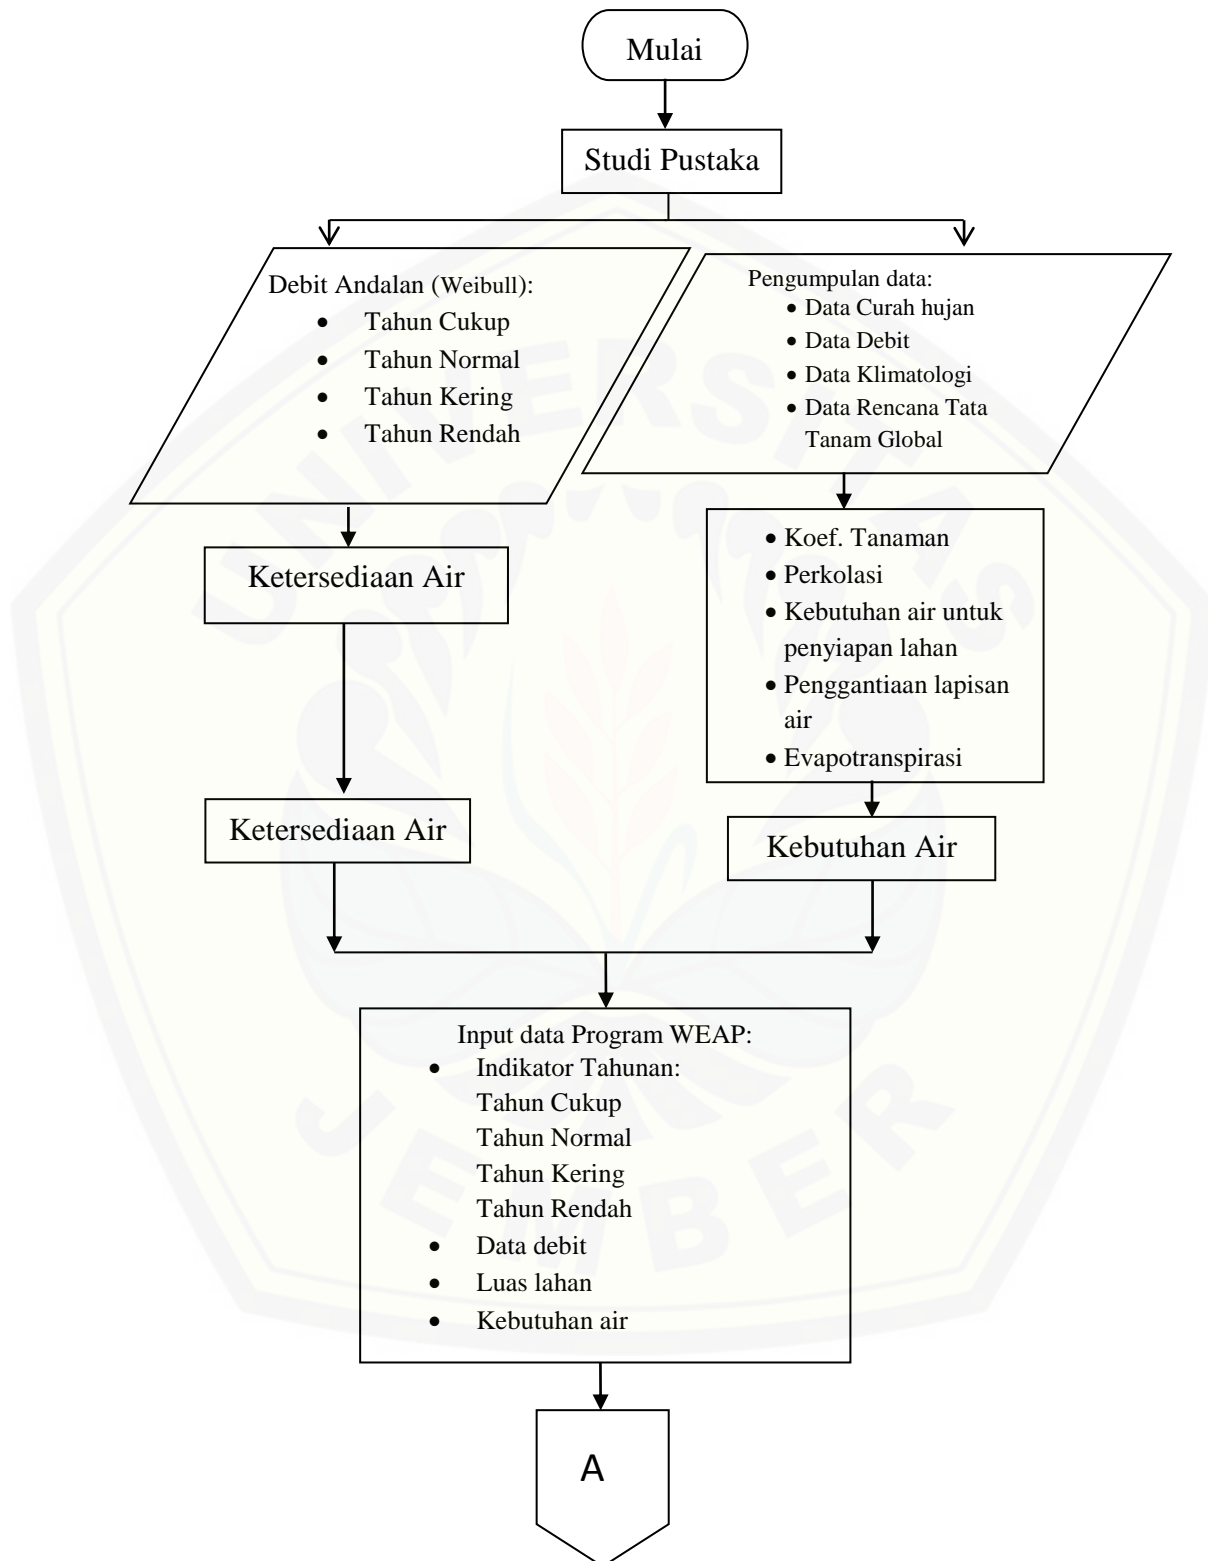 Mulai
Studi Pustaka
Debit Andalan (Weibull):
• Tahun Cukup
• Tahun Normal
• Tahun Kering
• Tahun Rendah
Pengumpulan data:
• Data Curah hujan
• Data Debit
• Data Klimatologi
• Data Rencana Tata
Tanam Global
Ketersediaan Air
• Koef. Tanaman
• Perkolasi
• Kebutuhan air untuk
penyiapan lahan
• Penggantiaan lapisan
air
• Evapotranspirasi
Ketersediaan Air
Kebutuhan Air
Input data Program WEAP:
• Indikator Tahunan:
Tahun Cukup
Tahun Normal
Tahun Kering
Tahun Rendah
• Data debit
• Luas lahan
• Kebutuhan air
A
UNIVERSITAS
JEMBER